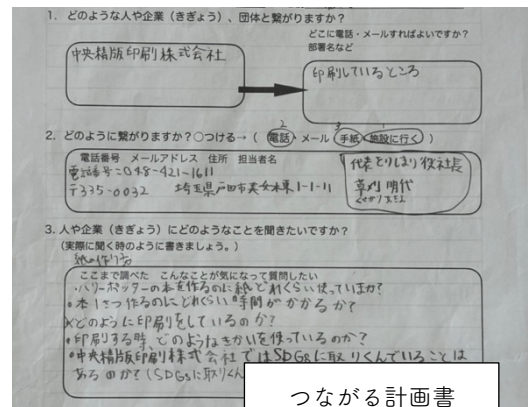 1. どのような人や企業(きぎょう)、団体と繋がりますか?
どこに電話・メールすればよいですか?
部署名など
中央精版印刷株式会社
印刷しているところ
2. どのように繋がりますか?○つける→( 電話・メール・手紙・施設に行く )
2 3 1
電話番号 メールアドレス 住所 担当者名
電話番号=048-421-1611
〒335-0032 埼玉県戸田市美女木東1-1-11
代表とりしまり役社長
草刈 明代
3. 人や企業(きぎょう)にどのようなことを聞きたいですか?
(実際に聞く時のように書きましょう。)
紙の作り方
ここまで調べた こんなことが気になって質問したい
・ハリーポッターの本を作るのに紙どれくらい使っていますか?
・本1さつ作るのにどれくらい時間がかかるか?
×どのように印刷をしているのか?
・印刷する時、どのようなきかいを使っているのか?
・中央精版印刷株式会社ではSDGsに取りくんでいることは
あるのか?(SDGsに取りくん
つながる計画書